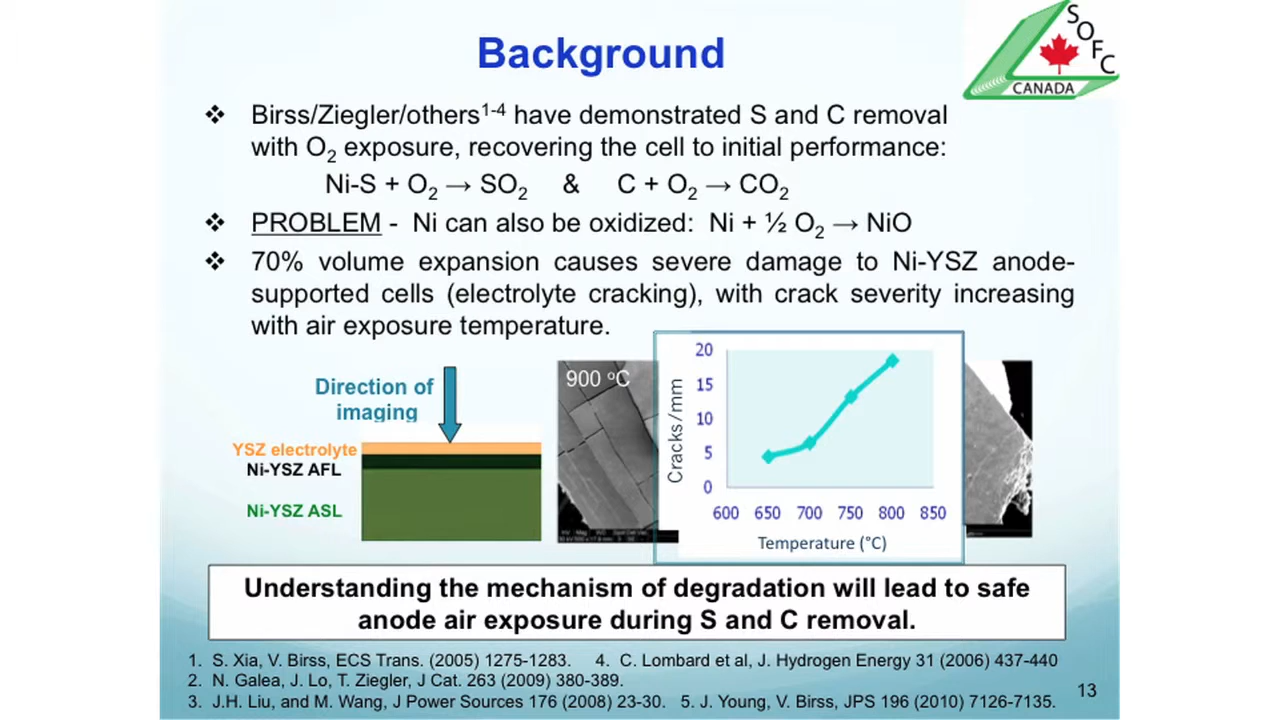 Background
SOFC
CANADA
❖ Birss/Ziegler/others1-4 have demonstrated S and C removal
with O2 exposure, recovering the cell to initial performance:
Ni-S + O2 → SO2 & C + O2 → CO2
❖ PROBLEM - Ni can also be oxidized: Ni + ½ O2 → NiO
❖ 70% volume expansion causes severe damage to Ni-YSZ anode-
supported cells (electrolyte cracking), with crack severity increasing
with air exposure temperature.
Direction of
imaging
YSZ electrolyte
Ni-YSZ AFL
Ni-YSZ ASL
900 oC
Cracks/mm
20
15
10
5
0
600 650 700 750 800 850
Temperature (°C)
Understanding the mechanism of degradation will lead to safe
anode air exposure during S and C removal.
1. S. Xia, V. Birss, ECS Trans. (2005) 1275-1283. 4. C. Lombard et al, J. Hydrogen Energy 31 (2006) 437-440
2. N. Galea, J. Lo, T. Ziegler, J Cat. 263 (2009) 380-389.
3. J.H. Liu, and M. Wang, J Power Sources 176 (2008) 23-30. 5. J. Young, V. Birss, JPS 196 (2010) 7126-7135.
13